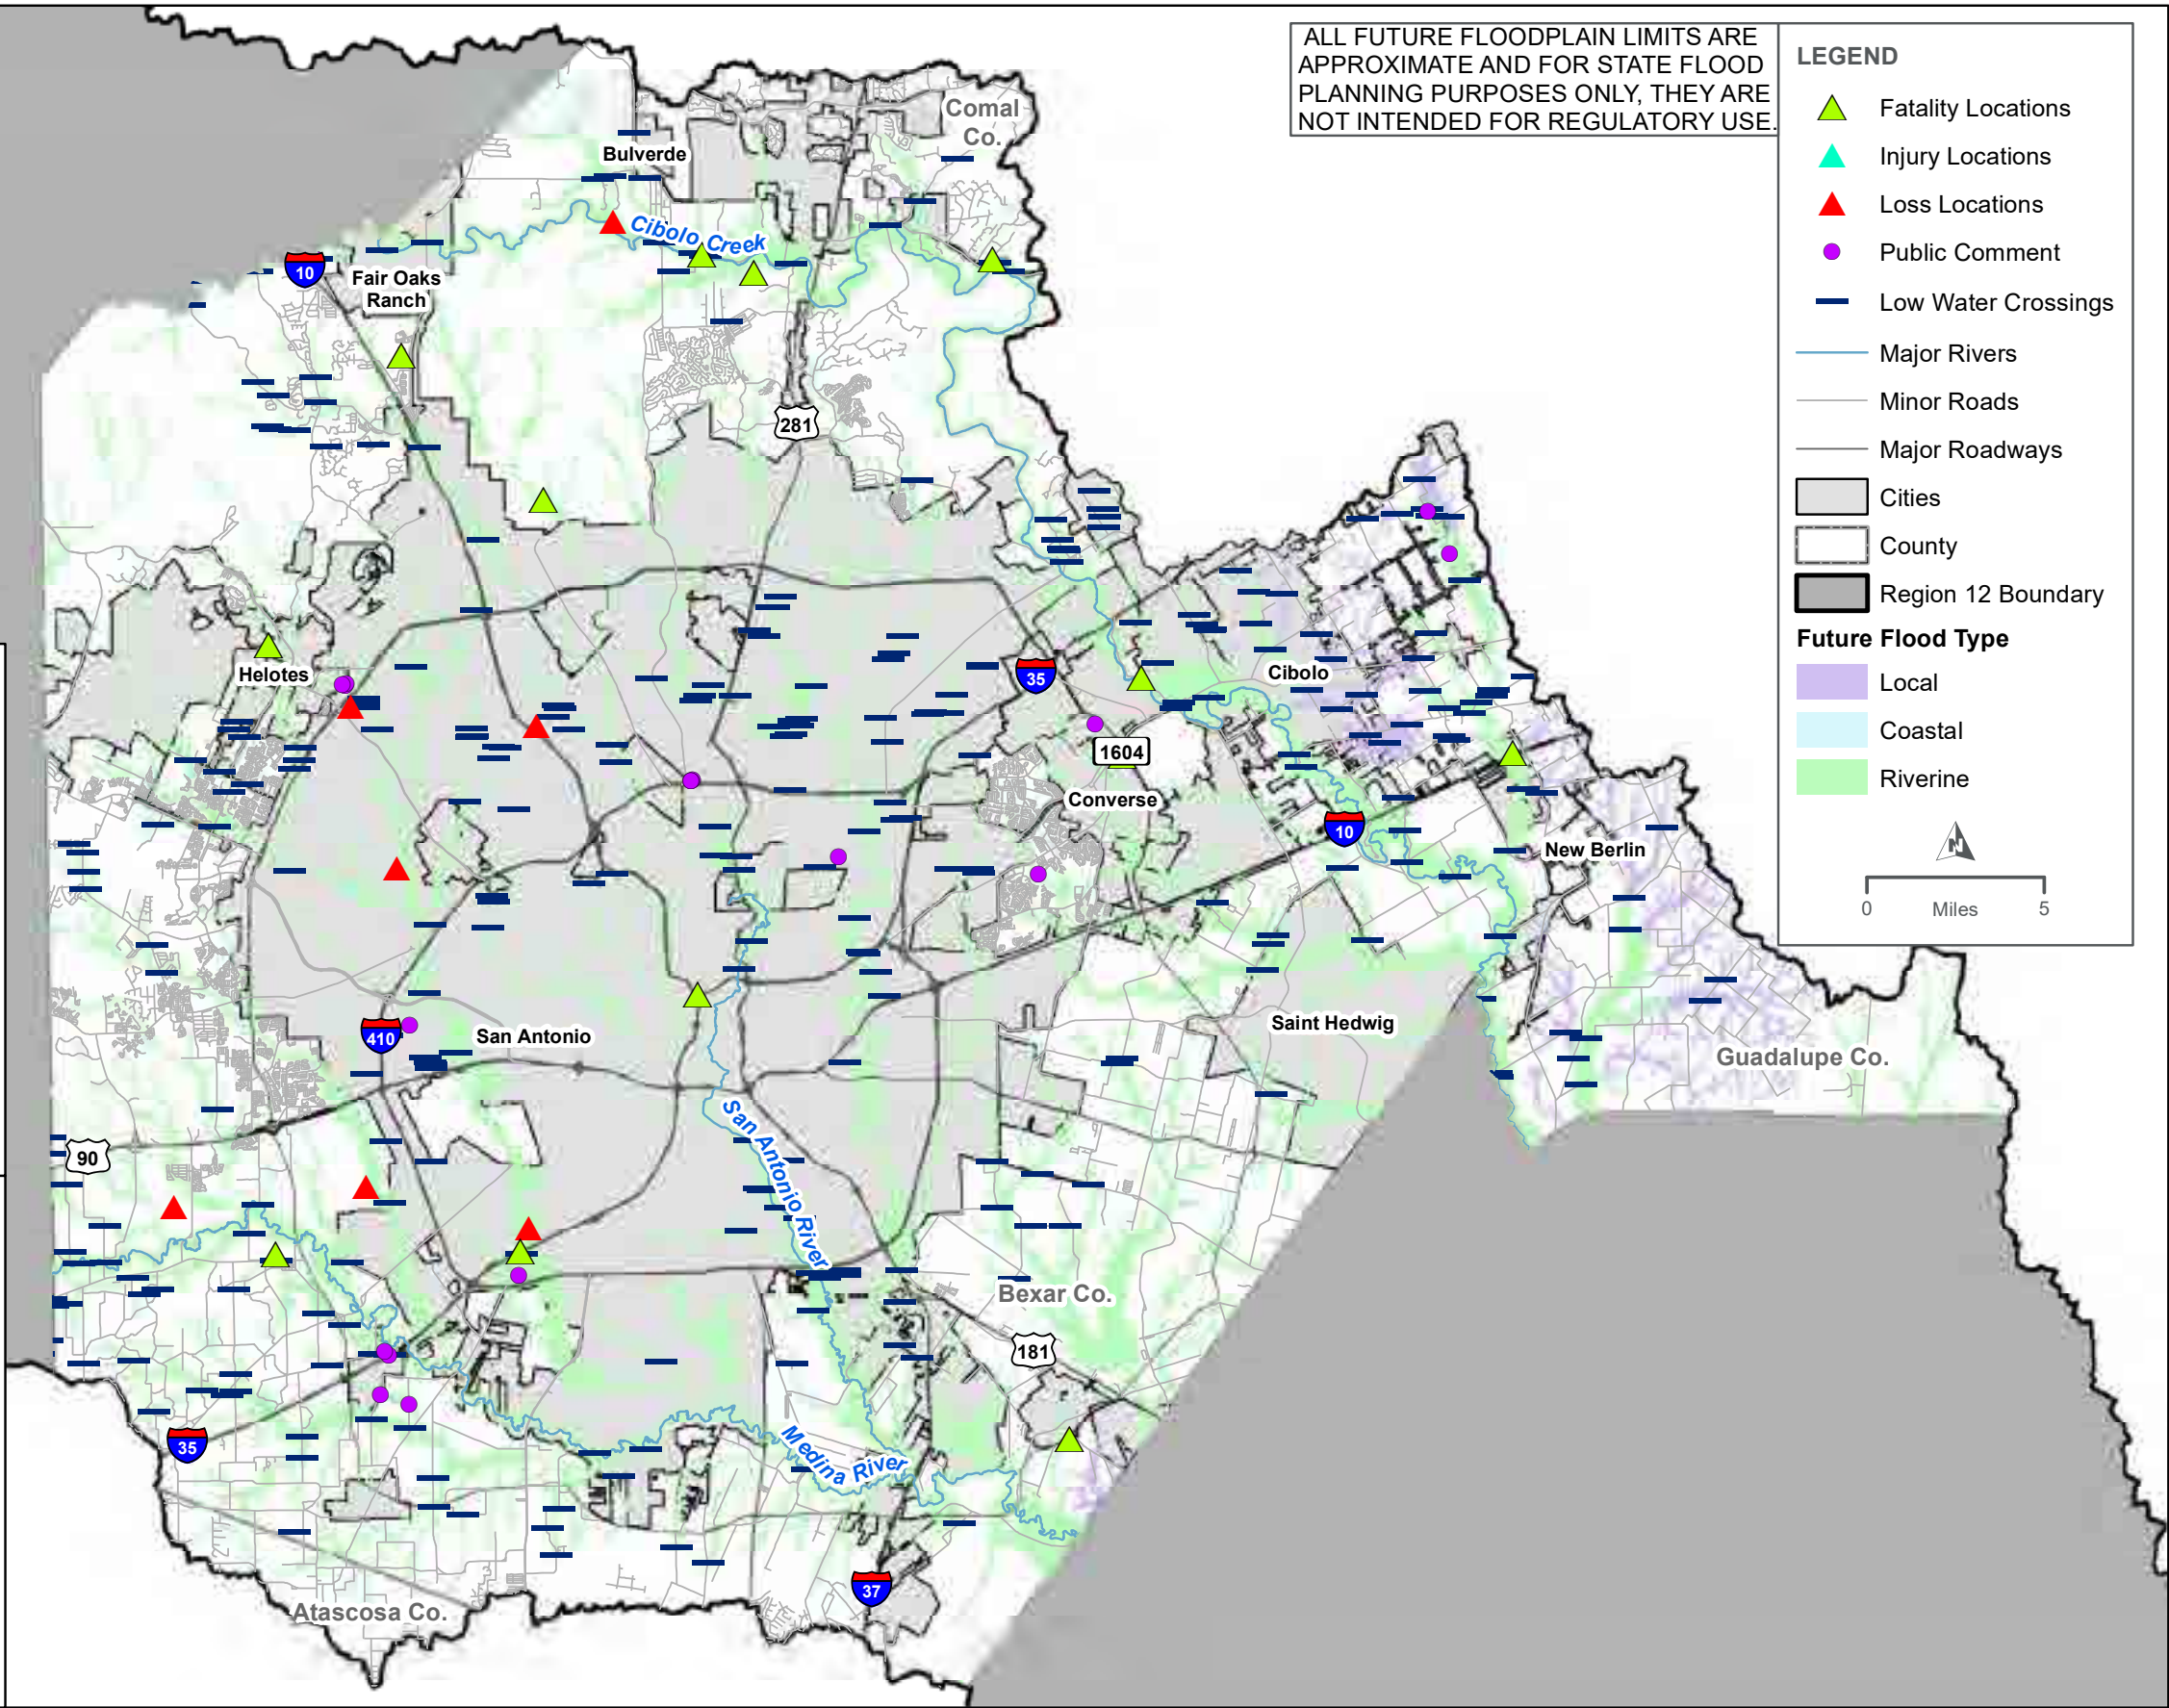 ALL FUTURE FLOODPLAIN LIMITS ARE
APPROXIMATE AND FOR STATE FLOOD
PLANNING PURPOSES ONLY, THEY ARE
NOT INTENDED FOR REGULATORY USE.
LEGEND
Fatality Locations
Injury Locations
Loss Locations
Public Comment
Low Water Crossings
Major Rivers
Minor Roads
Major Roadways
Cities
County
Region 12 Boundary
Future Flood Type
Local
Coastal
Riverine
N
0 Miles 5
Comal
Co.
Bulverde
Cibolo Creek
10
Fair Oaks
Ranch
281
Helotes
35
Cibolo
1604
Converse
10
New Berlin
410
San Antonio
Saint Hedwig
Guadalupe Co.
90
San Antonio River
Bexar Co.
181
35
Medina River
37
Atascosa Co.